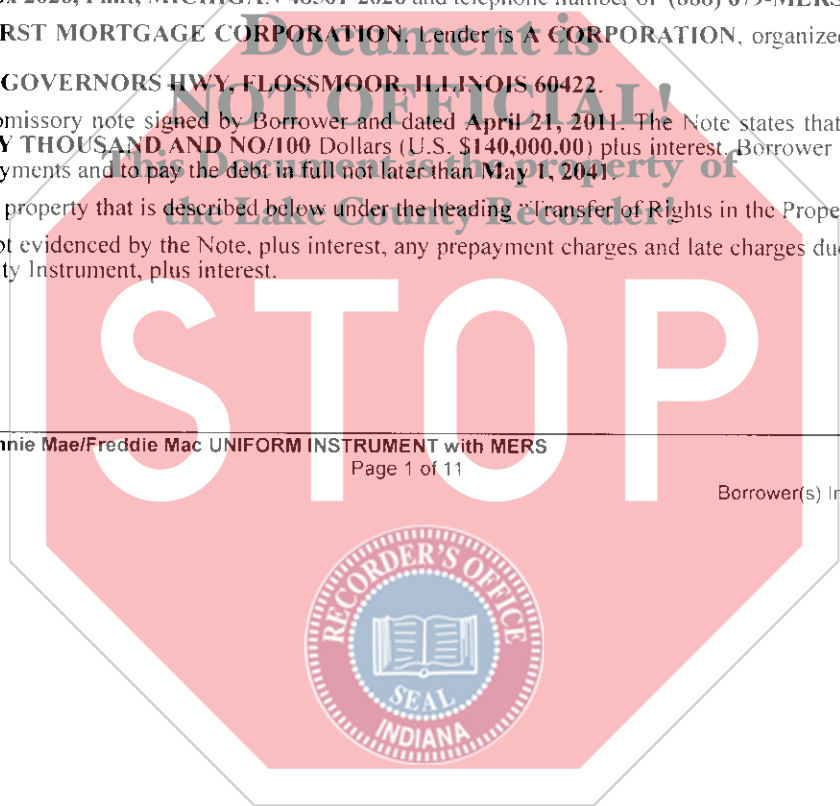 MICHIGAN 48501-2026 and telephone number of (888) 679-MERS
RST MORTGAGE CORPORATION. Lender is A CORPORATION, organized
GOVERNORS HWY, FLOSSMOOR, ILLINOIS 60422.
omissory note signed by Borrower and dated April 21, 2011. The Note states that
Y THOUSAND AND NO/100 Dollars (U.S. $140,000.00) plus interest. Borrower
yments and to pay the debt in full not later than May 1, 2041.
property that is described below under the heading "Transfer of Rights in the Prope
ot evidenced by the Note, plus interest, any prepayment charges and late charges du
ty Instrument, plus interest.
Document is
NOT OFFICIAL!
This Document is the property of
the Lake County Recorder!
STOP
nnie Mae/Freddie Mac UNIFORM INSTRUMENT with MERS
Page 1 of 11
Borrower(s) In
RECORDER'S OFFICE
SEAL
INDIANA